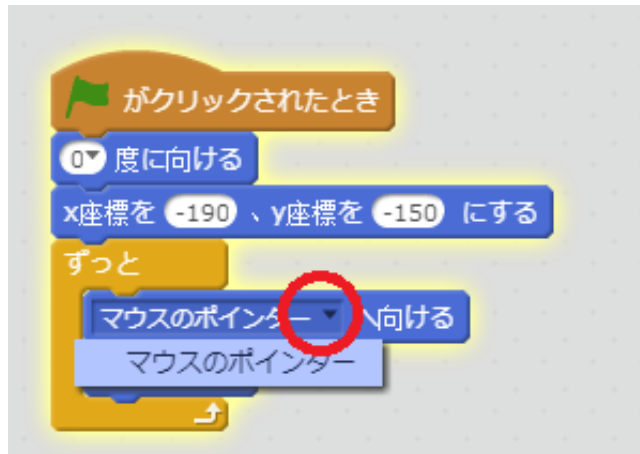 がクリックされたとき
0 度に向ける
x座標を -190 、y座標を -150 にする
ずっと
マウスのポインター へ向ける
マウスのポインター